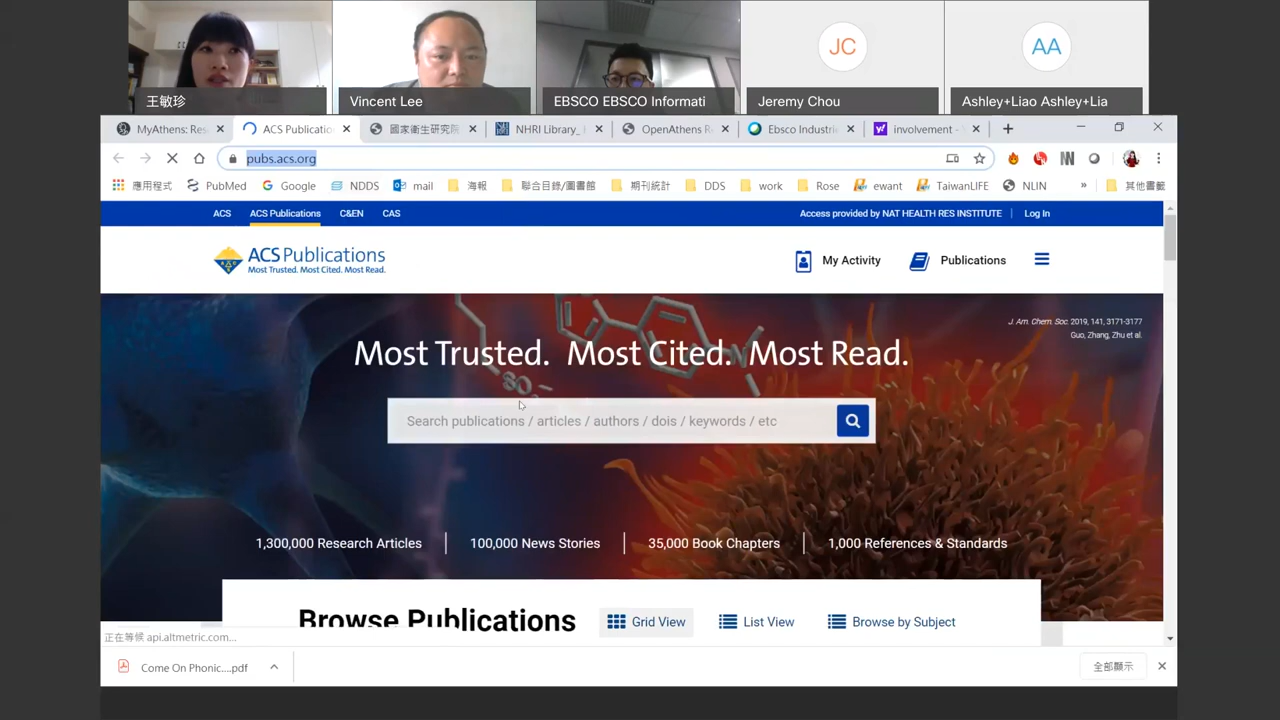 JC
AA
王敏珍
Vincent Lee
EBSCO EBSCO Informati
Jeremy Chou
Ashley+Liao Ashley+Lia
MyAthens: Res
ACS Publicatio
國家衛生研究院
NHRI Library_
OpenAthens R
Ebsco Industri
involvement - Y
pubs.acs.org
應用程式
PubMed
Google
NDDS
mail
海報
聯合目錄/圖書館
期刊統計
DDS
work
Rose
ewant
TaiwanLIFE
NLIN
»
其他書籤
ACS
ACS Publications
C&EN
CAS
Access provided by NAT HEALTH RES INSTITUTE
Log In
ACS Publications
Most Trusted. Most Cited. Most Read.
My Activity
Publications
J. Am. Chem. Soc. 2019, 141, 3171-3177
Guo, Zhang, Zhu et al.
Most Trusted. Most Cited. Most Read.
Search publications / articles / authors / dois / keywords / etc
1,300,000 Research Articles
100,000 News Stories
35,000 Book Chapters
1,000 References & Standards
Browse Publications
Grid View
List View
Browse by Subject
正在等候 api.altmetric.com...
Come On Phonic....pdf
全部顯示